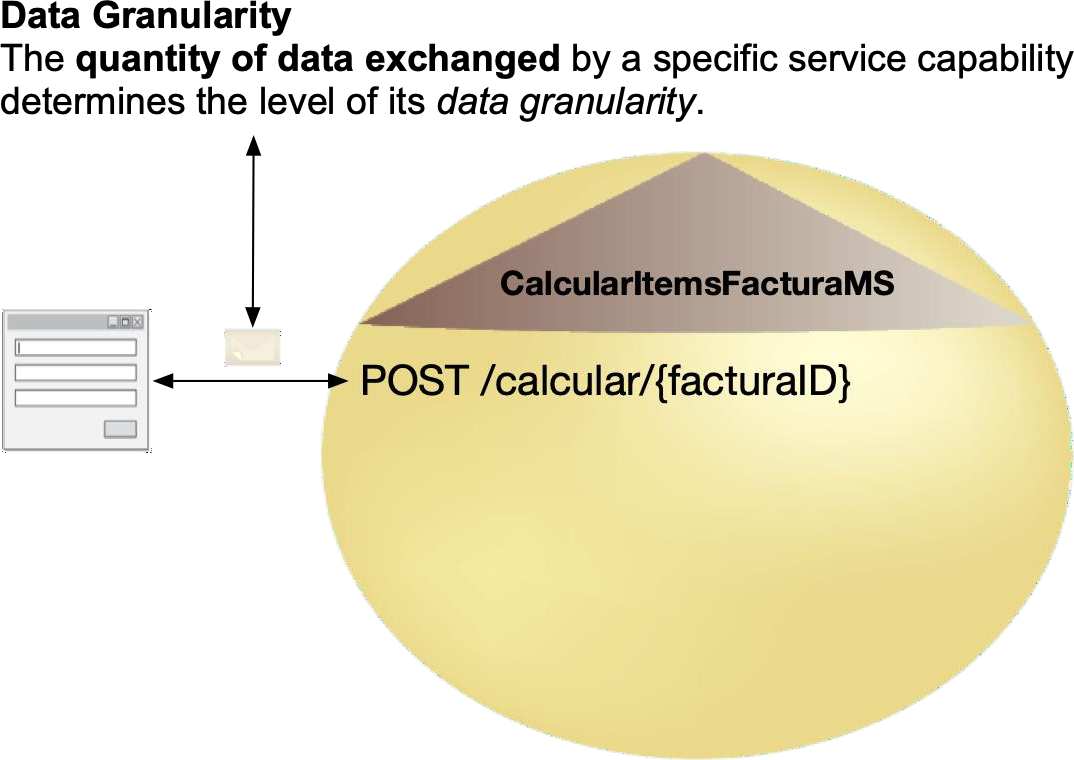 Data Granularity
The quantity of data exchanged by a specific service capability
determines the level of its data granularity.
CalcularItemsFacturaMS
POST /calcular/{facturaID}